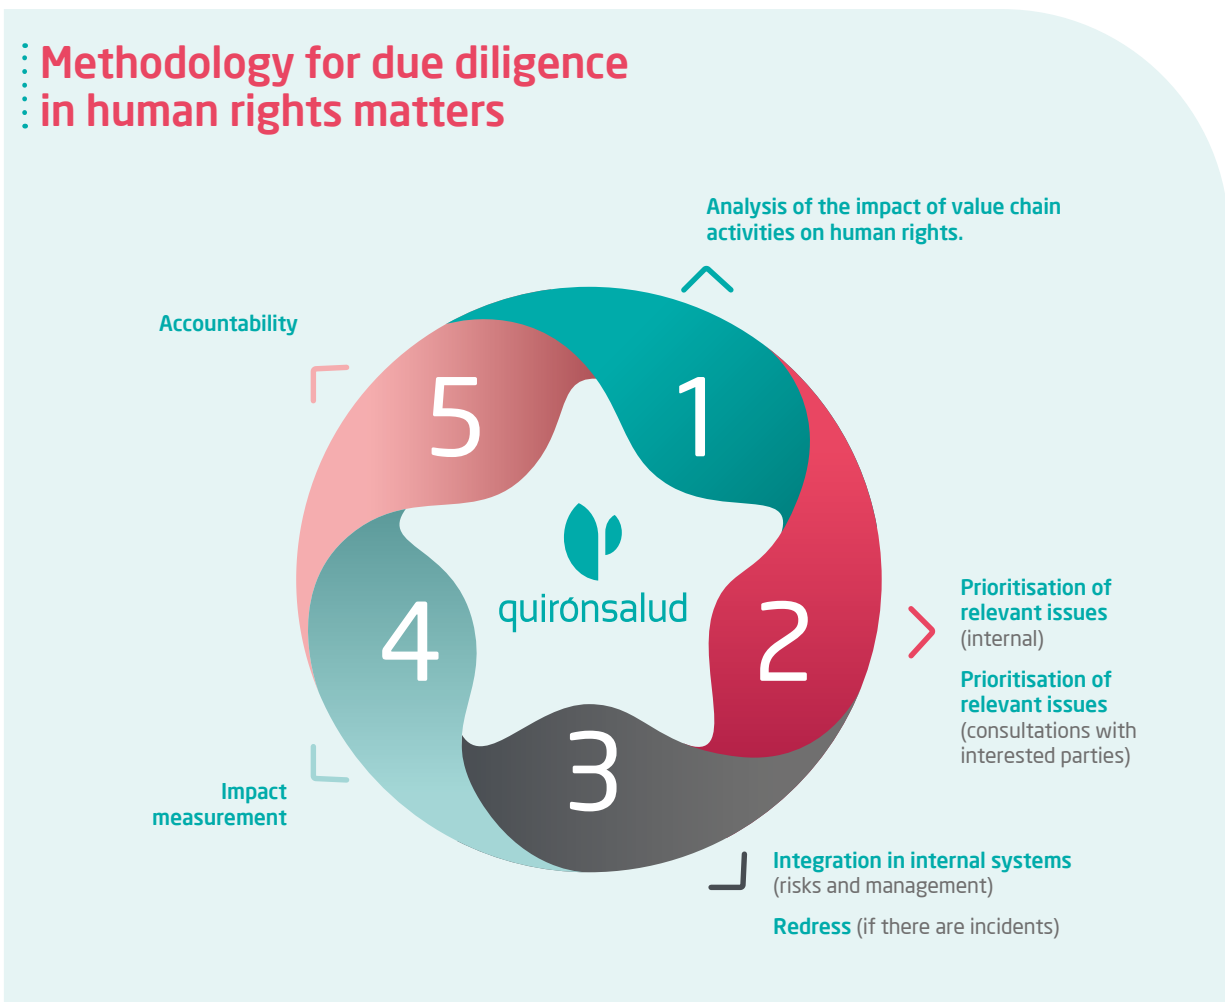 Methodology for due diligence
in human rights matters
Analysis of the impact of value chain
activities on human rights.
Accountability
5
1
quirónsalud
4
2
Prioritisation of
relevant issues
(internal)
Prioritisation of
relevant issues
(consultations with
interested parties)
3
Impact
measurement
Integration in internal systems
(risks and management)
Redress (if there are incidents)